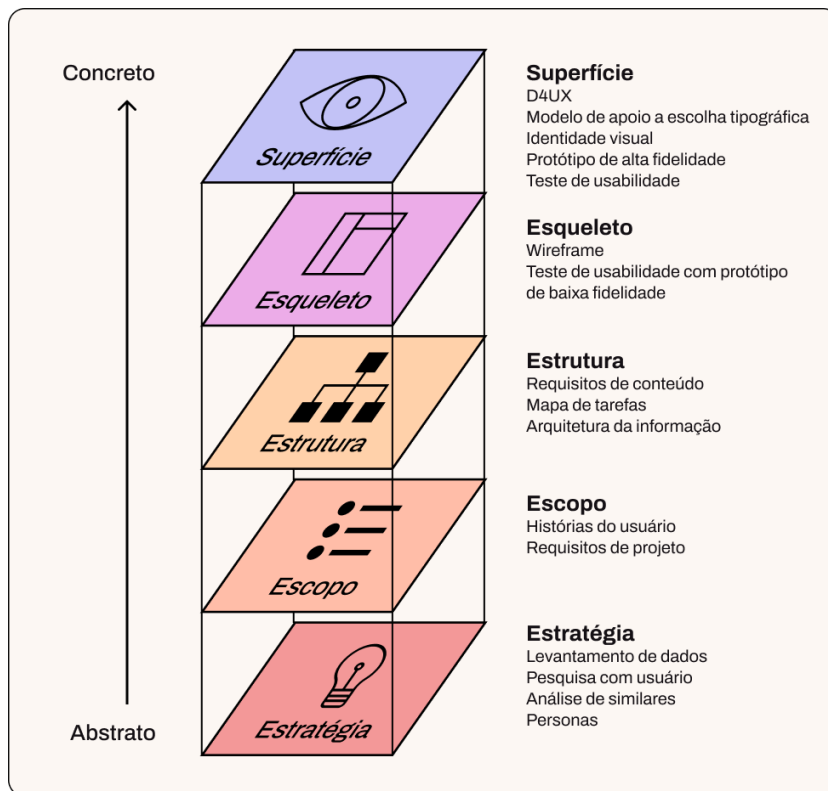 Concreto
Superfície
Superfície
D4UX
Modelo de apoio a escolha tipográfica
Identidade visual
Protótipo de alta fidelidade
Teste de usabilidade
Esqueleto
Esqueleto
Wireframe
Teste de usabilidade com protótipo
de baixa fidelidade
Estrutura
Estrutura
Requisitos de conteúdo
Mapa de tarefas
Arquitetura da informação
Escopo
Escopo
Histórias do usuário
Requisitos de projeto
Abstrato
Estratégia
Estratégia
Levantamento de dados
Pesquisa com usuário
Análise de similares
Personas